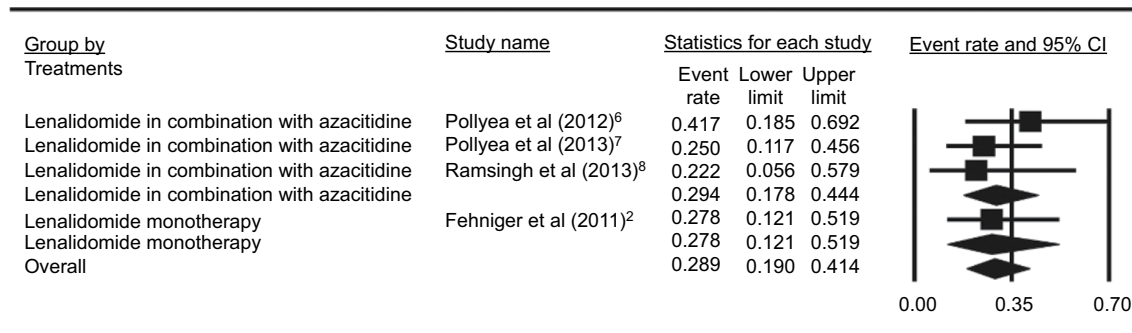 Group by Study name Statistics for each study Event rate and 95% CI
Treatments
Event Lower Upper
rate limit limit
Lenalidomide in combination with azacitidine Pollyea et al (2012)6 0.417 0.185 0.692
Lenalidomide in combination with azacitidine Pollyea et al (2013)7 0.250 0.117 0.456
Lenalidomide in combination with azacitidine Ramsingh et al (2013)8 0.222 0.056 0.579
Lenalidomide in combination with azacitidine 0.294 0.178 0.444
Lenalidomide monotherapy Fehniger et al (2011)2 0.278 0.121 0.519
Lenalidomide monotherapy 0.278 0.121 0.519
Overall 0.289 0.190 0.414
0.00 0.35 0.70